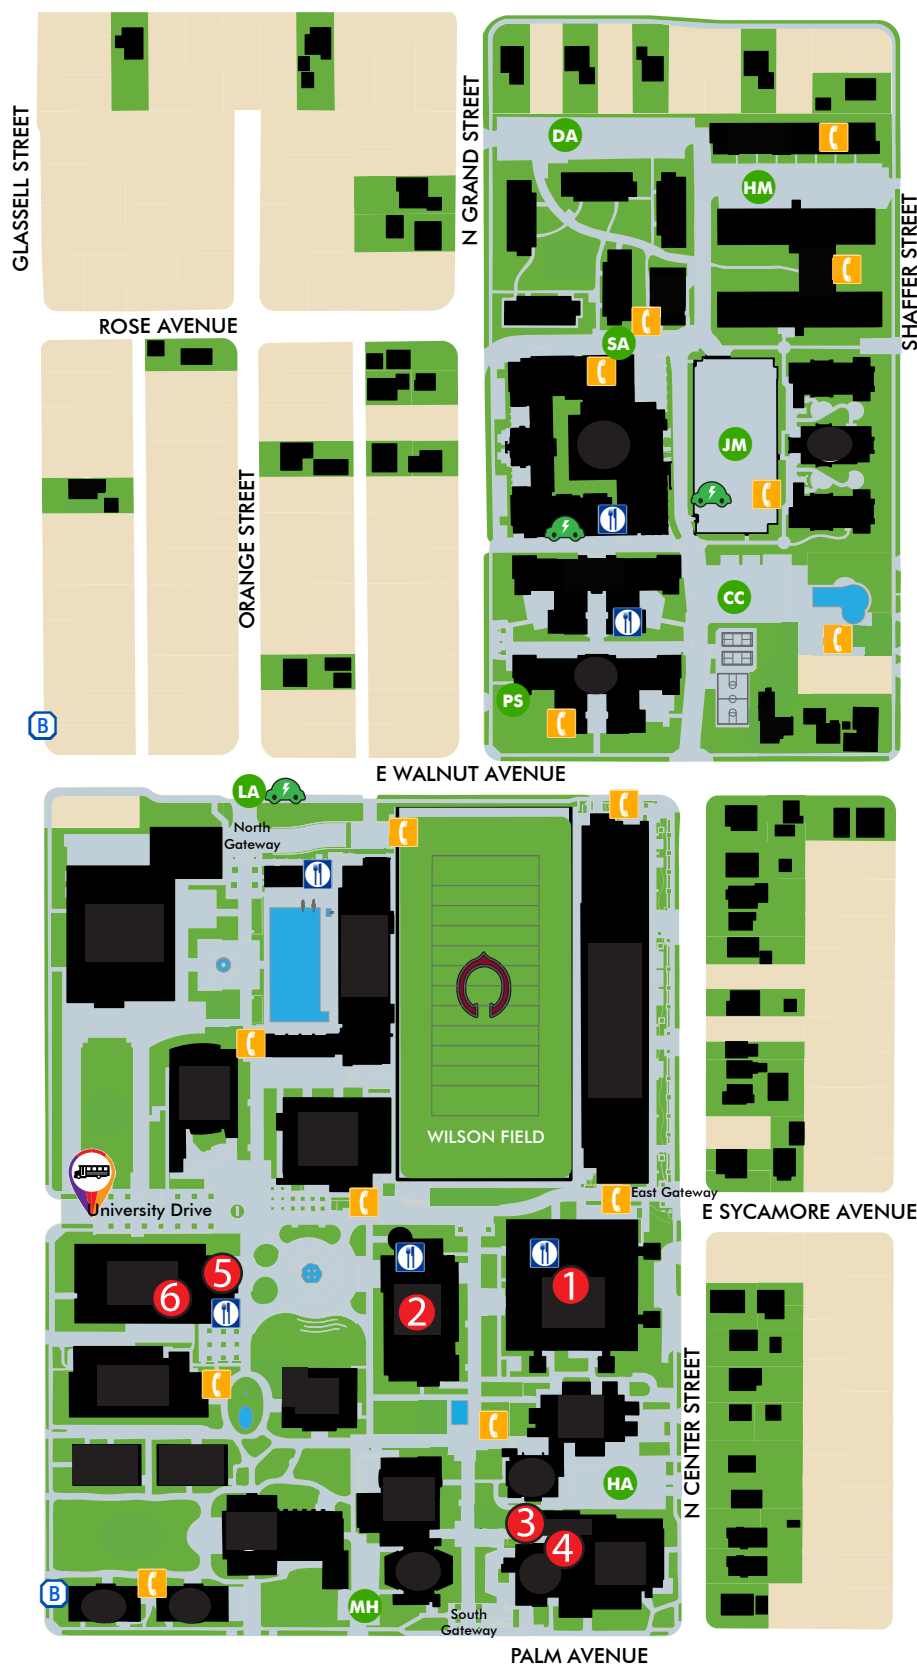 GLASSELL STREET
N GRAND STREET
DA
HM
SHAFFER STREET
ROSE AVENUE
SA
JM
ORANGE STREET
CC
PS
B
E WALNUT AVENUE
LA
North
Gateway
WILSON FIELD
University Drive
East Gateway
E SYCAMORE AVENUE
5
6
1
2
N CENTER STREET
HA
3
4
B
MH
South
Gateway
PALM AVENUE